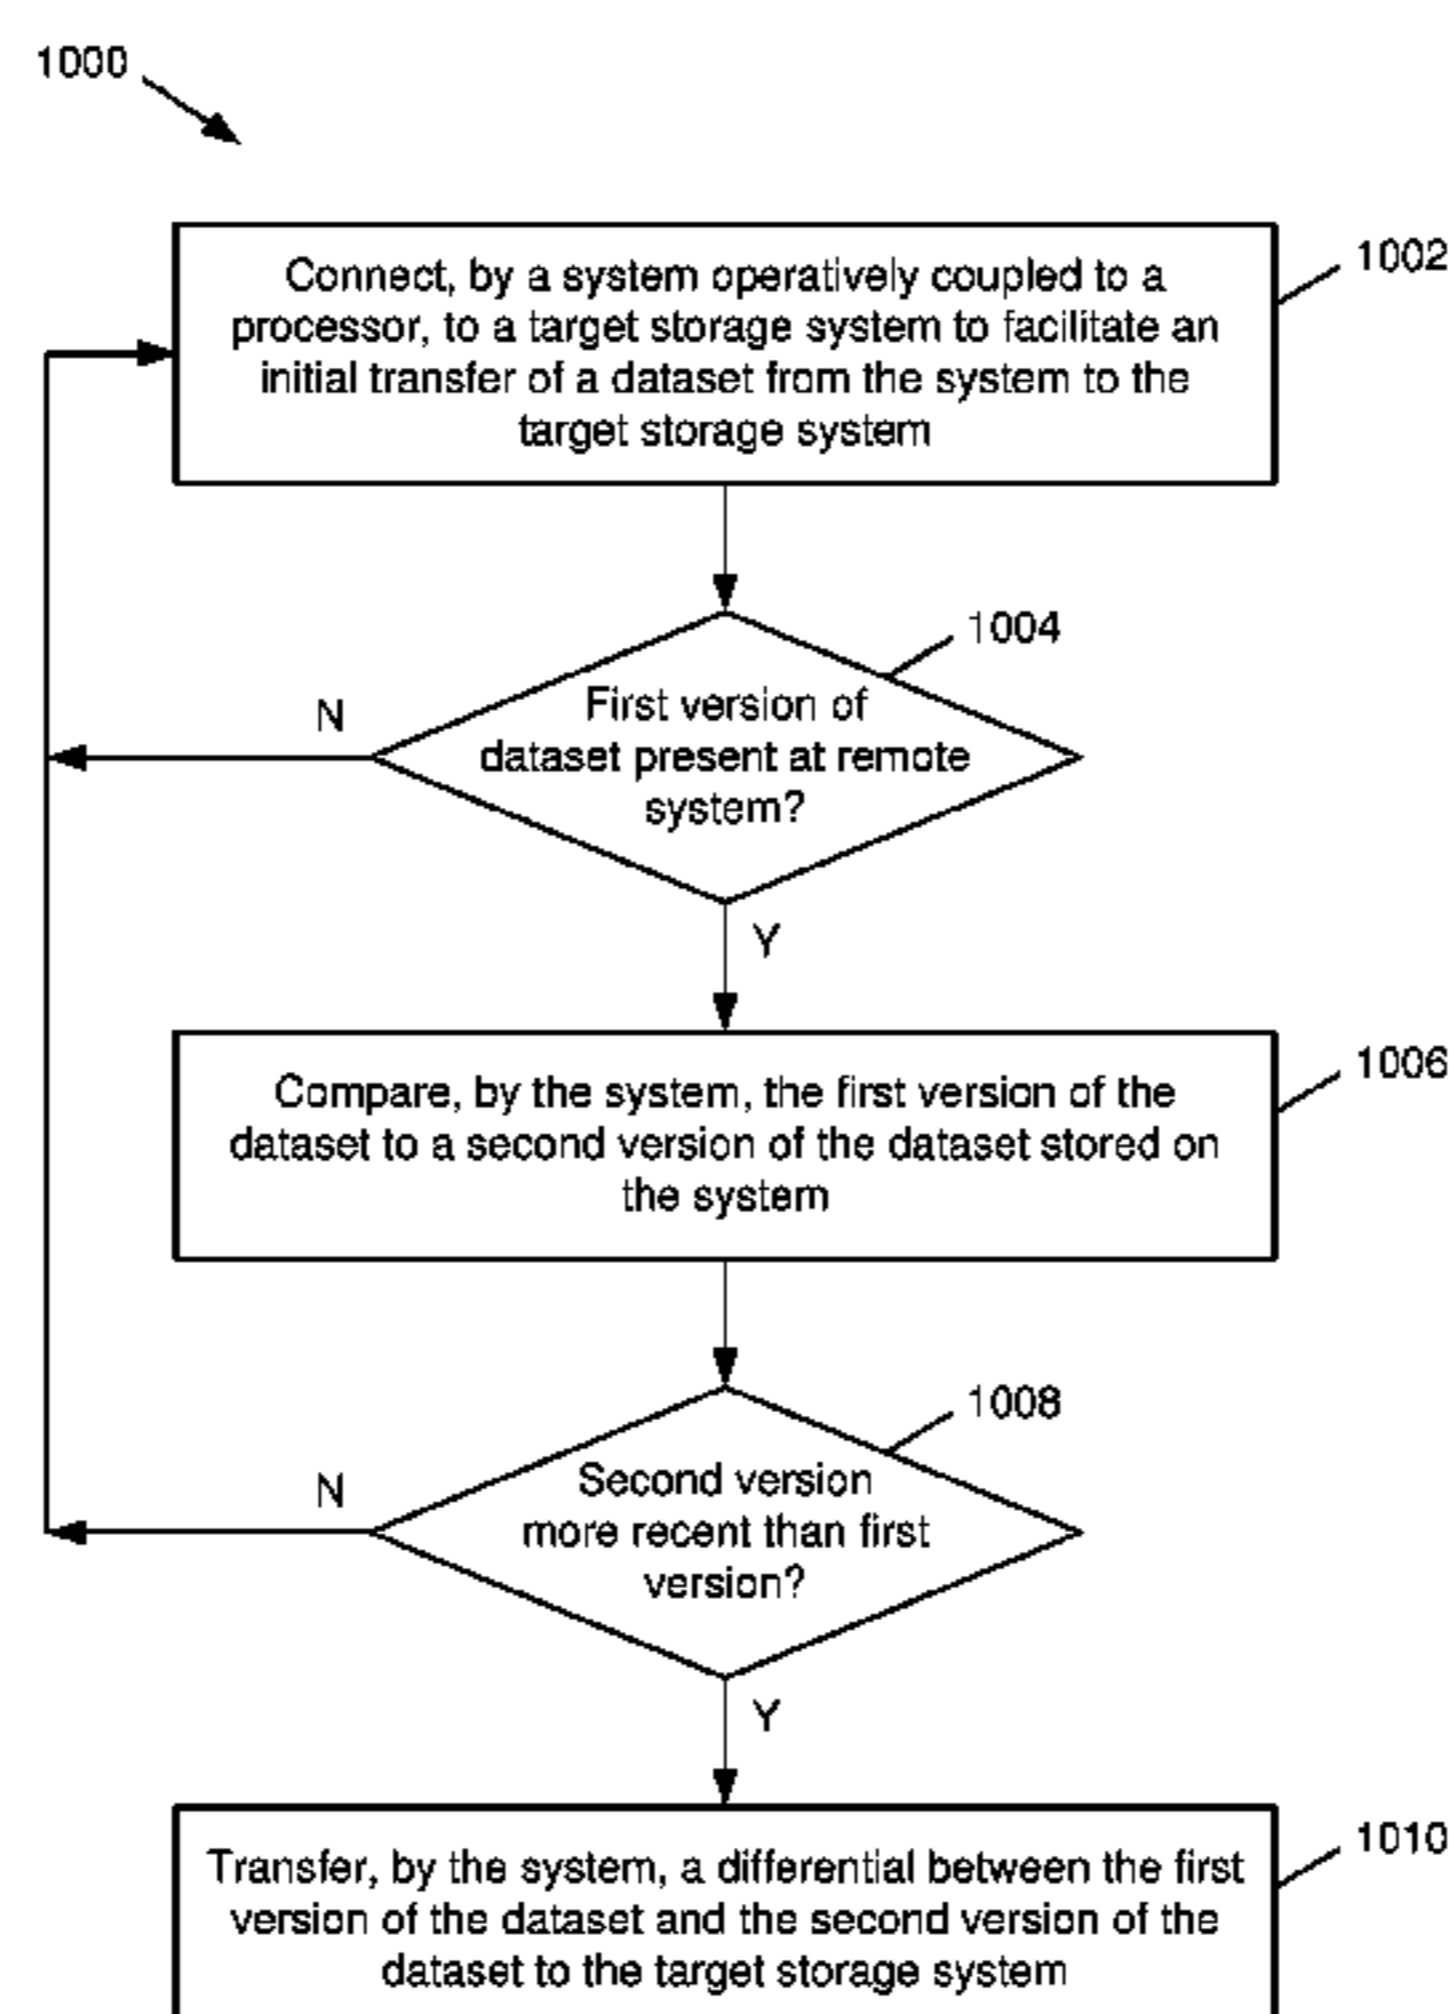 1000
Connect, by a system operatively coupled to a
processor, to a target storage system to facilitate an
initial transfer of a dataset from the system to the
target storage system
1002
First version of
dataset present at remote
system?
1004
N
Y
Compare, by the system, the first version of the
dataset to a second version of the dataset stored on
the system
1006
Second version
more recent than first
version?
1008
N
Y
Transfer, by the system, a differential between the first
version of the dataset and the second version of the
dataset to the target storage system
1010